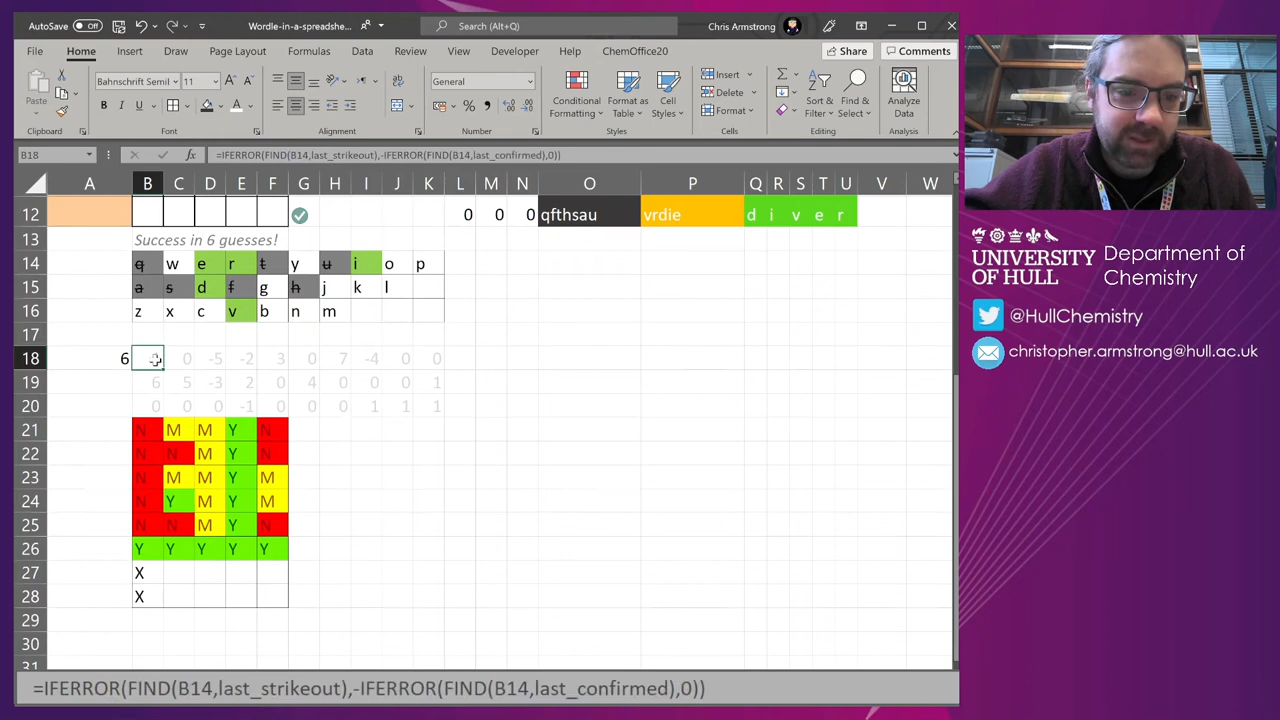 AutoSave Off Wordle-in-a-spreadshe... Search (Alt+Q) Chris Armstrong
File Home Insert Draw Page Layout Formulas Data Review View Developer Help ChemOffice20 Share Comments
Paste Bahnschrift Semil 11 General Conditional Formatting Format as Table Cell Styles Insert Delete Format Sort & Filter Find & Select Analyze Data
Clipboard Font Alignment Number Styles Cells Editing Analysis
B18 =IFERROR(FIND(B14,last_strikeout),-IFERROR(FIND(B14,last_confirmed),0))
A B C D E F G H I J K L M N O P Q R S T U V W
12 0 0 0 qfthsau vrdie d i v e r
13 Success in 6 guesses!
14 q w e r t y u i o p
15 a s d f g h j k l
16 z x c v b n m
17
18 6 0 -5 -2 3 0 7 -4 0 0
19 6 5 -3 2 0 4 0 0 0 1
20 0 0 0 -1 0 0 0 1 1 1
21 N M M Y N
22 N N M Y N
23 N M M Y M
24 N Y M Y M
25 N N M Y N
26 Y Y Y Y Y
27 X
28 X
29
30
31
=IFERROR(FIND(B14,last_strikeout),-IFERROR(FIND(B14,last_confirmed),0))
UNIVERSITY OF HULL
Department of Chemistry
@HullChemistry
christopher.armstrong@hull.ac.uk